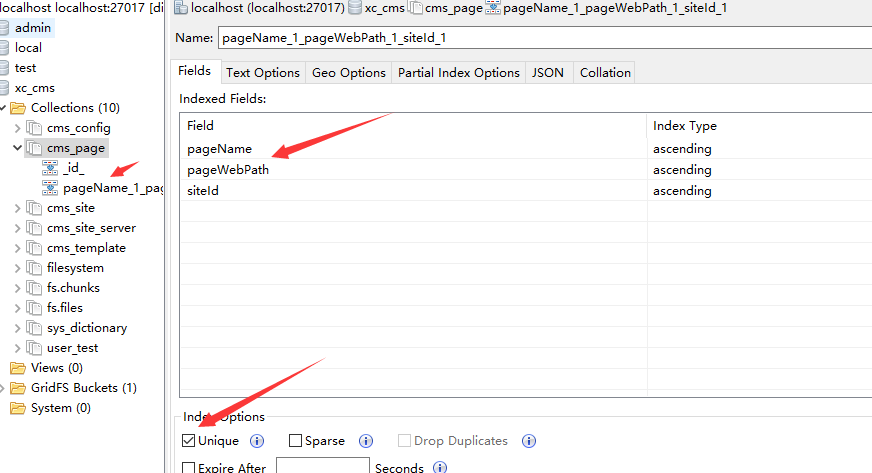 localhost localhost:27017 [di
admin
local
test
xc_cms
Collections (10)
cms_config
cms_page
_id_
pageName_1_pag
cms_site
cms_site_server
cms_template
filesystem
fs.chunks
fs.files
sys_dictionary
user_test
Views (0)
GridFS Buckets (1)
System (0)
localhost (localhost:27017) xc_cms cms_page pageName_1_pageWebPath_1_siteId_1
Name: pageName_1_pageWebPath_1_siteId_1
Fields Text Options Geo Options Partial Index Options JSON Collation
Indexed Fields:
Field Index Type
pageName ascending
pageWebPath ascending
siteId ascending
Index Options
Unique Sparse Drop Duplicates
Expire After Seconds